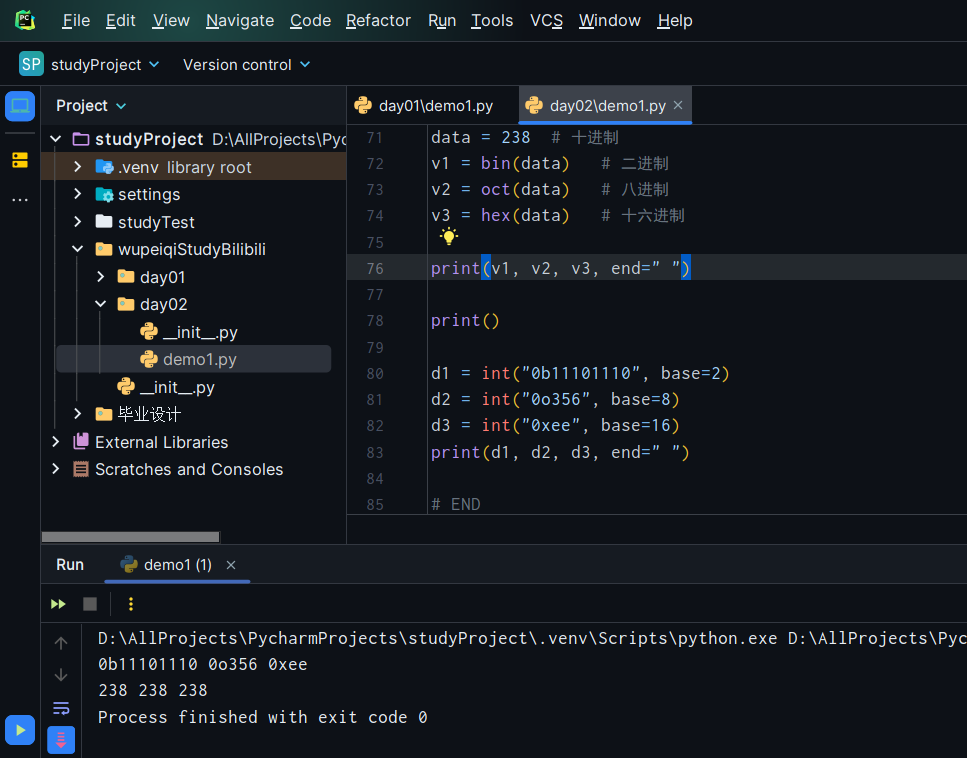 File Edit View Navigate Code Refactor Run Tools VCS Window Help
SP studyProject Version control
Project
day01\demo1.py day02\demo1.py
studyProject D:\AllProjects\Pyc
.venv library root
settings
studyTest
wupeiqiStudyBilibili
day01
day02
__init__.py
demo1.py
__init__.py
毕业设计
External Libraries
Scratches and Consoles
71 data = 238 # 十进制
72 v1 = bin(data) # 二进制
73 v2 = oct(data) # 八进制
74 v3 = hex(data) # 十六进制
75
76 print(v1, v2, v3, end=" ")
77
78 print()
79
80 d1 = int("0b11101110", base=2)
81 d2 = int("0o356", base=8)
82 d3 = int("0xee", base=16)
83 print(d1, d2, d3, end=" ")
84
85 # END
Run demo1 (1)
D:\AllProjects\PycharmProjects\studyProject\.venv\Scripts\python.exe D:\AllProjects\Pyc
0b11101110 0o356 0xee
238 238 238
Process finished with exit code 0